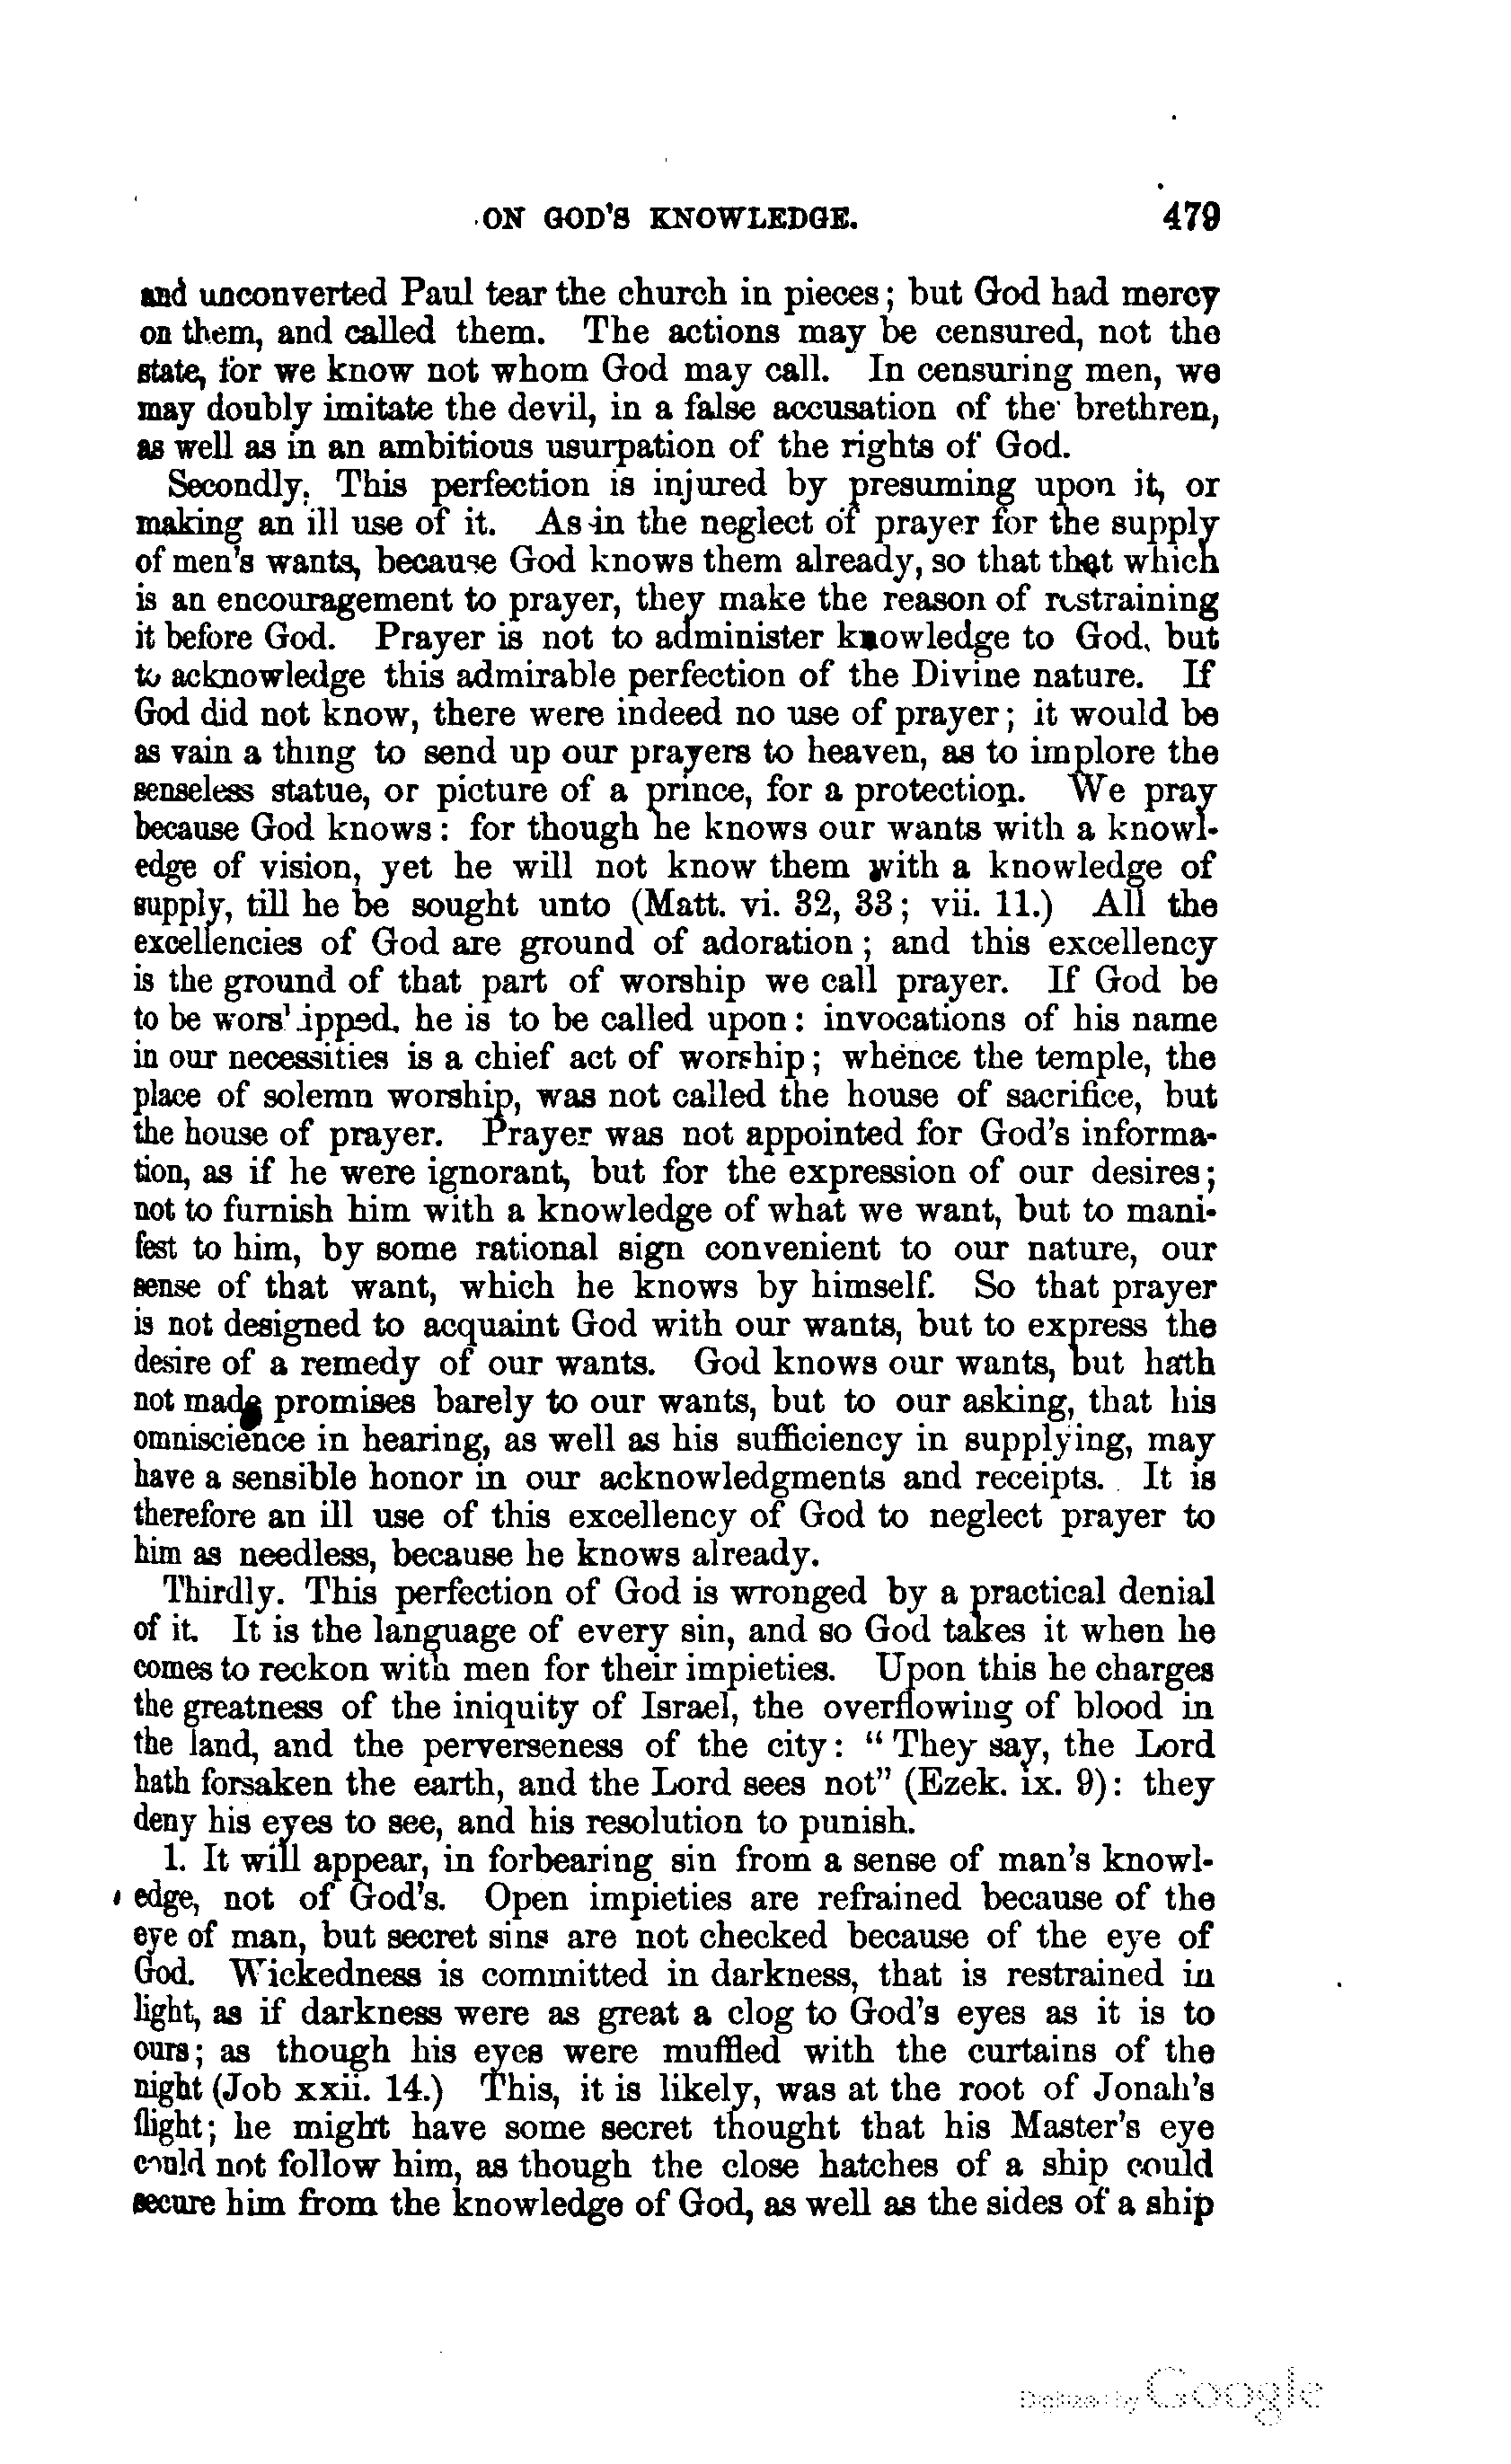 ON GOD'S KNOWLEDGE. 479
and unconverted Paul tear the church in pieces; but God had mercy
on them, and called them. The actions may be censured, not the
state, for we know not whom God may call. In censuring men, we
may doubly imitate the devil, in a false accusation of the brethren,
as well as in an ambitious usurpation of the rights of God.
Secondly. This perfection is injured by presuming upon it, or
making an ill use of it. As in the neglect of prayer for the supply
of men's wants, because God knows them already, so that that which
is an encouragement to prayer, they make the reason of restraining
it before God. Prayer is not to administer knowledge to God, but
to acknowledge this admirable perfection of the Divine nature. If
God did not know, there were indeed no use of prayer; it would be
as vain a thing to send up our prayers to heaven, as to implore the
senseless statue, or picture of a prince, for a protection. We pray
because God knows: for though he knows our wants with a knowl-
edge of vision, yet he will not know them with a knowledge of
supply, till he be sought unto (Matt. vi. 32, 33; vii. 11.) All the
excellencies of God are ground of adoration; and this excellency
is the ground of that part of worship we call prayer. If God be
to be worshipped, he is to be called upon: invocations of his name
in our necessities is a chief act of worship; whence the temple, the
place of solemn worship, was not called the house of sacrifice, but
the house of prayer. Prayer was not appointed for God's informa-
tion, as if he were ignorant, but for the expression of our desires;
not to furnish him with a knowledge of what we want, but to mani-
fest to him, by some rational sign convenient to our nature, our
sense of that want, which he knows by himself. So that prayer
is not designed to acquaint God with our wants, but to express the
desire of a remedy of our wants. God knows our wants, but hath
not made promises barely to our wants, but to our asking, that his
omniscience in hearing, as well as his sufficiency in supplying, may
have a sensible honor in our acknowledgments and receipts. It is
therefore an ill use of this excellency of God to neglect prayer to
him as needless, because he knows already.
Thirdly. This perfection of God is wronged by a practical denial
of it. It is the language of every sin, and so God takes it when he
comes to reckon with men for their impieties. Upon this he charges
the greatness of the iniquity of Israel, the overflowing of blood in
the land, and the perverseness of the city: "They say, the Lord
hath forsaken the earth, and the Lord sees not" (Ezek. ix. 9): they
deny his eyes to see, and his resolution to punish.
1. It will appear, in forbearing sin from a sense of man's knowl-
edge, not of God's. Open impieties are refrained because of the
eye of man, but secret sins are not checked because of the eye of
God. Wickedness is committed in darkness, that is restrained in
light, as if darkness were as great a clog to God's eyes as it is to
ours; as though his eyes were muffled with the curtains of the
night (Job xxii. 14.) This, it is likely, was at the root of Jonah's
flight; he might have some secret thought that his Master's eye
could not follow him, as though the close hatches of a ship could
secure him from the knowledge of God, as well as the sides of a ship
Digitized by Google